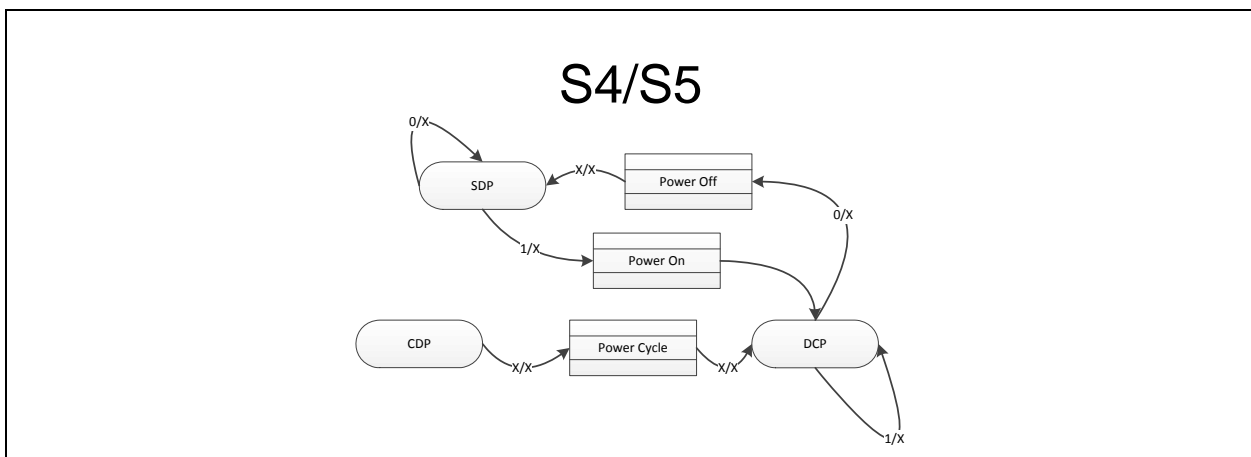 S4/S5
0/X
SDP
X/X
Power Off
0/X
1/X
Power On
CDP
X/X
Power Cycle
X/X
DCP
1/X